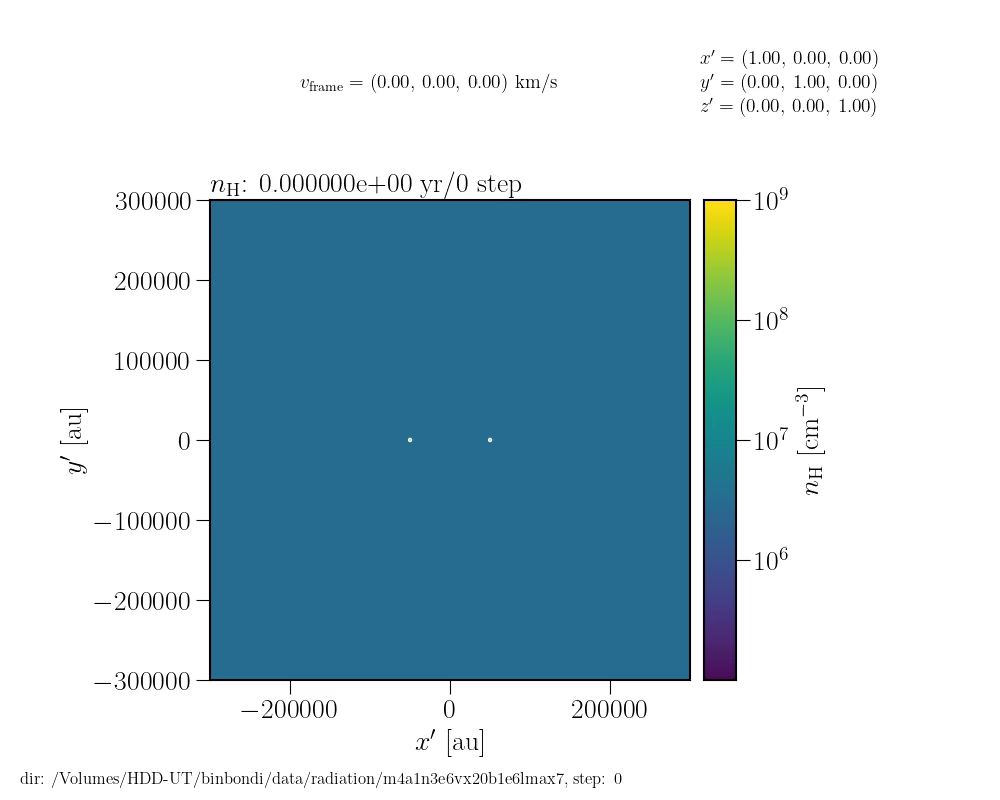 x′ = (1.00, 0.00, 0.00)
v_frame = (0.00, 0.00, 0.00) km/s
y′ = (0.00, 1.00, 0.00)
z′ = (0.00, 0.00, 1.00)
n_H: 0.000000e+00 yr/0 step
300000
200000
100000
0
−100000
−200000
−300000
y′ [au]
−200000
0
200000
x′ [au]
10^9
10^8
10^7
10^6
n_H [cm^−3]
dir: /Volumes/HDD-UT/binbondi/data/radiation/m4a1n3e6vx20b1e6lmax7, step: 0